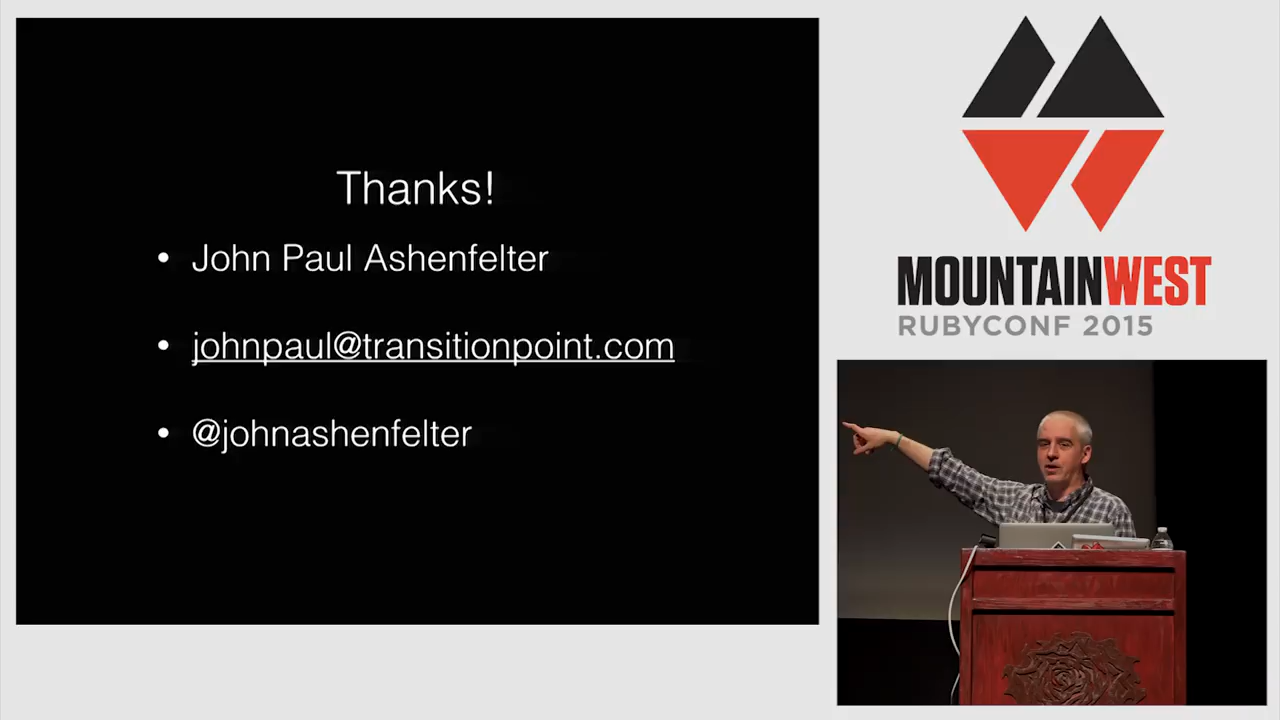 Thanks!
• John Paul Ashenfelter
• johnpaul@transitionpoint.com
• @johnashenfelter
MOUNTAINWEST
RUBYCONF 2015